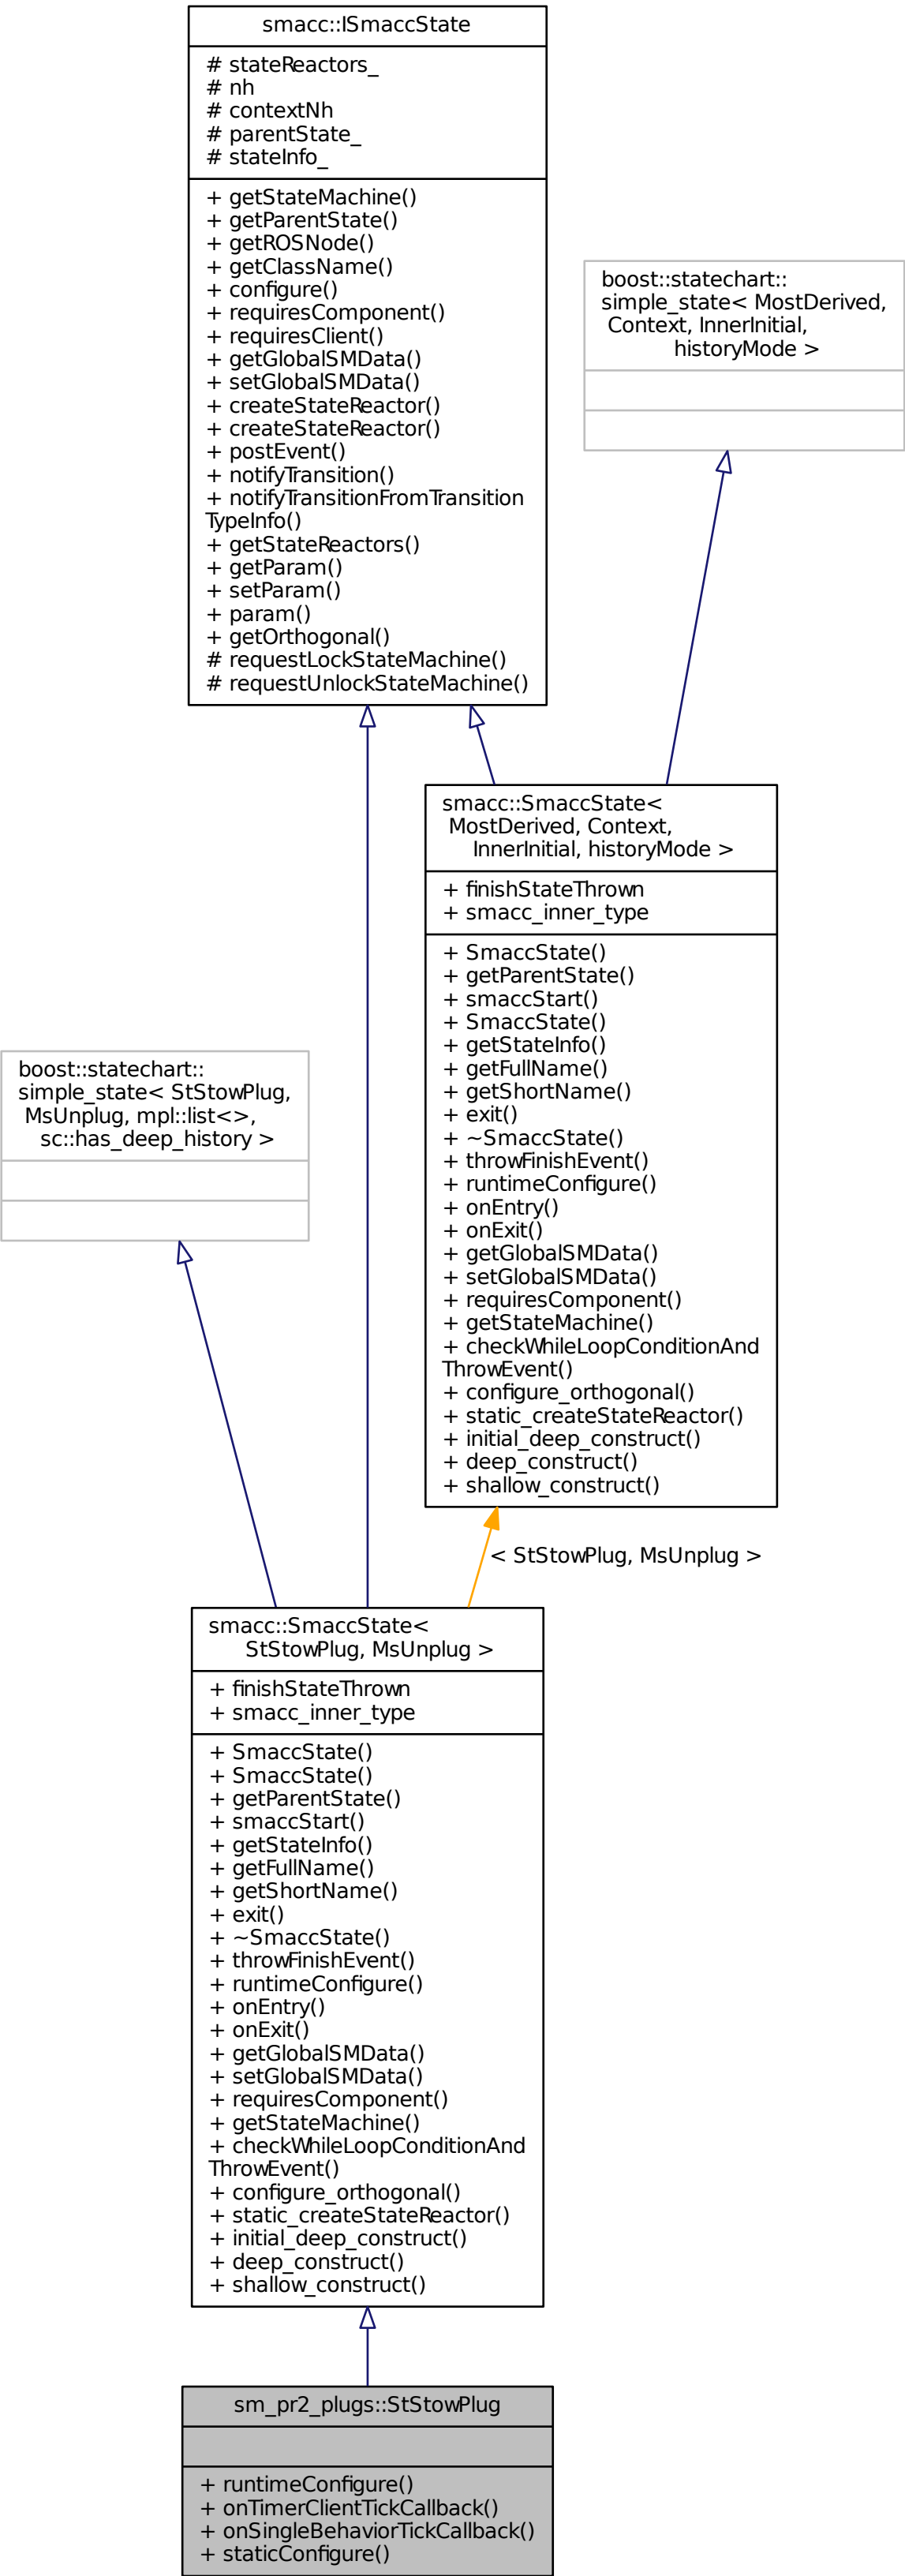 smacc::ISmaccState
# stateReactors_
# nh
# contextNh
# parentState_
# stateInfo_
+ getStateMachine()
+ getParentState()
+ getROSNode()
+ getClassName()
+ configure()
+ requiresComponent()
+ requiresClient()
+ getGlobalSMData()
+ setGlobalSMData()
+ createStateReactor()
+ createStateReactor()
+ postEvent()
+ notifyTransition()
+ notifyTransitionFromTransition
TypeInfo()
+ getStateReactors()
+ getParam()
+ setParam()
+ param()
+ getOrthogonal()
# requestLockStateMachine()
# requestUnlockStateMachine()
boost::statechart::
simple_state< MostDerived,
Context, InnerInitial,
historyMode >
smacc::SmaccState<
MostDerived, Context,
InnerInitial, historyMode >
+ finishStateThrown
+ smacc_inner_type
+ SmaccState()
+ getParentState()
+ smaccStart()
+ SmaccState()
+ getStateInfo()
+ getFullName()
+ getShortName()
+ exit()
+ ~SmaccState()
+ throwFinishEvent()
+ runtimeConfigure()
+ onEntry()
+ onExit()
+ getGlobalSMData()
+ setGlobalSMData()
+ requiresComponent()
+ getStateMachine()
+ checkWhileLoopConditionAnd
ThrowEvent()
+ configure_orthogonal()
+ static_createStateReactor()
+ initial_deep_construct()
+ deep_construct()
+ shallow_construct()
boost::statechart::
simple_state< StStowPlug,
MsUnplug, mpl::list<>,
sc::has_deep_history >
< StStowPlug, MsUnplug >
smacc::SmaccState<
StStowPlug, MsUnplug >
+ finishStateThrown
+ smacc_inner_type
+ SmaccState()
+ SmaccState()
+ getParentState()
+ smaccStart()
+ getStateInfo()
+ getFullName()
+ getShortName()
+ exit()
+ ~SmaccState()
+ throwFinishEvent()
+ runtimeConfigure()
+ onEntry()
+ onExit()
+ getGlobalSMData()
+ setGlobalSMData()
+ requiresComponent()
+ getStateMachine()
+ checkWhileLoopConditionAnd
ThrowEvent()
+ configure_orthogonal()
+ static_createStateReactor()
+ initial_deep_construct()
+ deep_construct()
+ shallow_construct()
sm_pr2_plugs::StStowPlug
+ runtimeConfigure()
+ onTimerClientTickCallback()
+ onSingleBehaviorTickCallback()
+ staticConfigure()